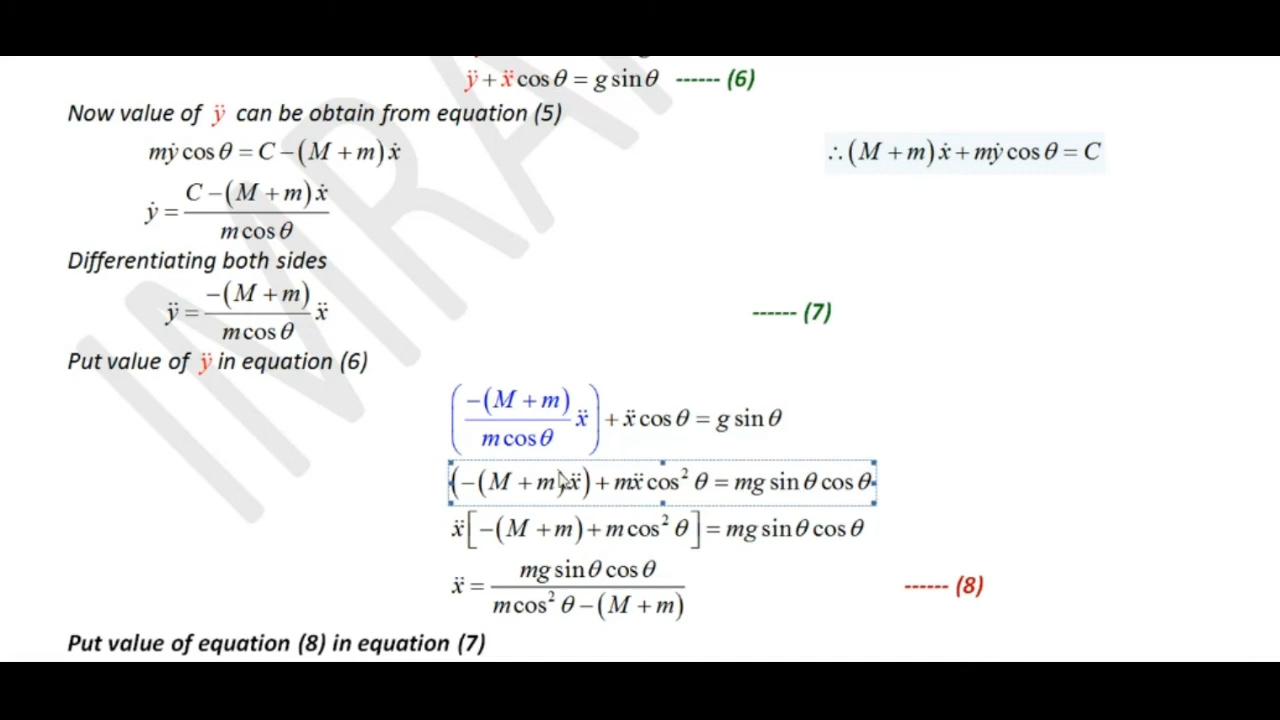 ÿ + ẍ cos θ = g sin θ ------ (6)
Now value of ÿ can be obtain from equation (5)
mẏ cos θ = C − (M + m) ẋ
∴ (M + m) ẋ + mẏ cos θ = C
ẏ = C − (M + m) ẋ / m cos θ
Differentiating both sides
ÿ = −(M + m) / m cos θ ẍ ------ (7)
Put value of ÿ in equation (6)
(−(M + m) / m cos θ ẍ) + ẍ cos θ = g sin θ
(−(M + m) ẍ) + mẍ cos² θ = mg sin θ cos θ
ẍ [−(M + m) + m cos² θ] = mg sin θ cos θ
ẍ = mg sin θ cos θ / m cos² θ − (M + m) ------ (8)
Put value of equation (8) in equation (7)